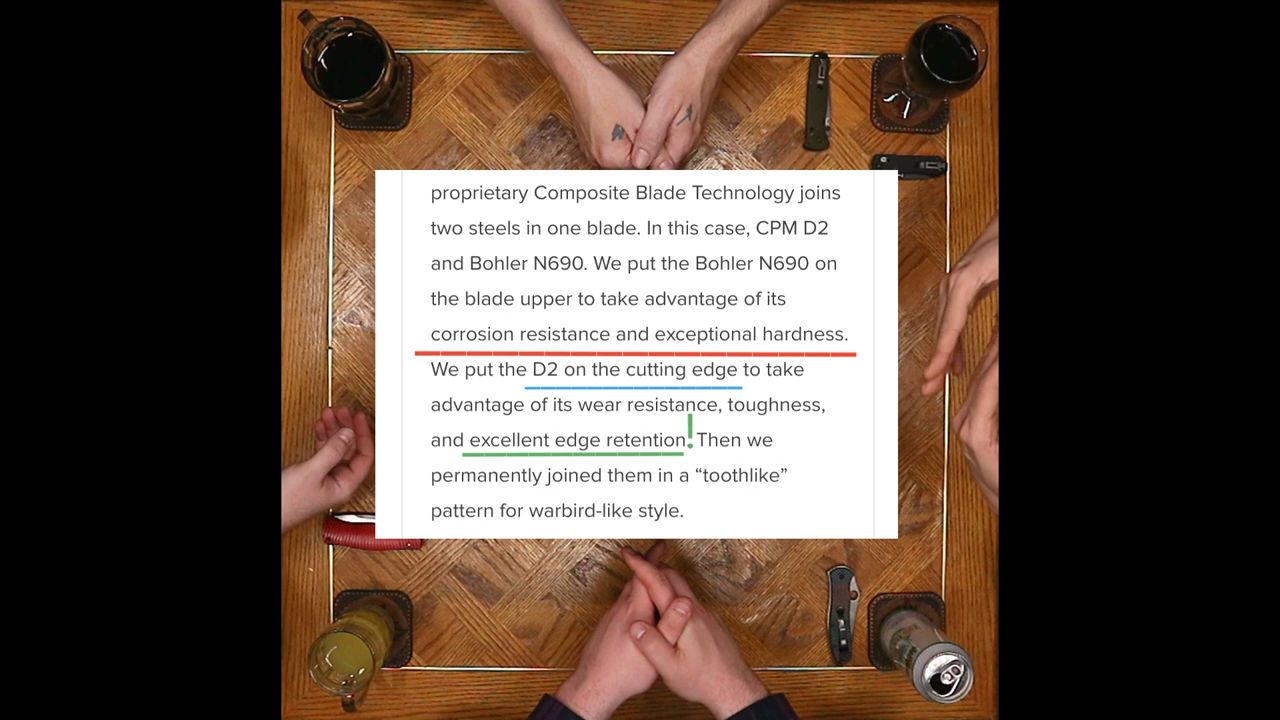 proprietary Composite Blade Technology joins
two steels in one blade. In this case, CPM D2
and Bohler N690. We put the Bohler N690 on
the blade upper to take advantage of its
corrosion resistance and exceptional hardness.
We put the D2 on the cutting edge to take
advantage of its wear resistance, toughness,
and excellent edge retention! Then we
permanently joined them in a “toothlike”
pattern for warbird-like style.